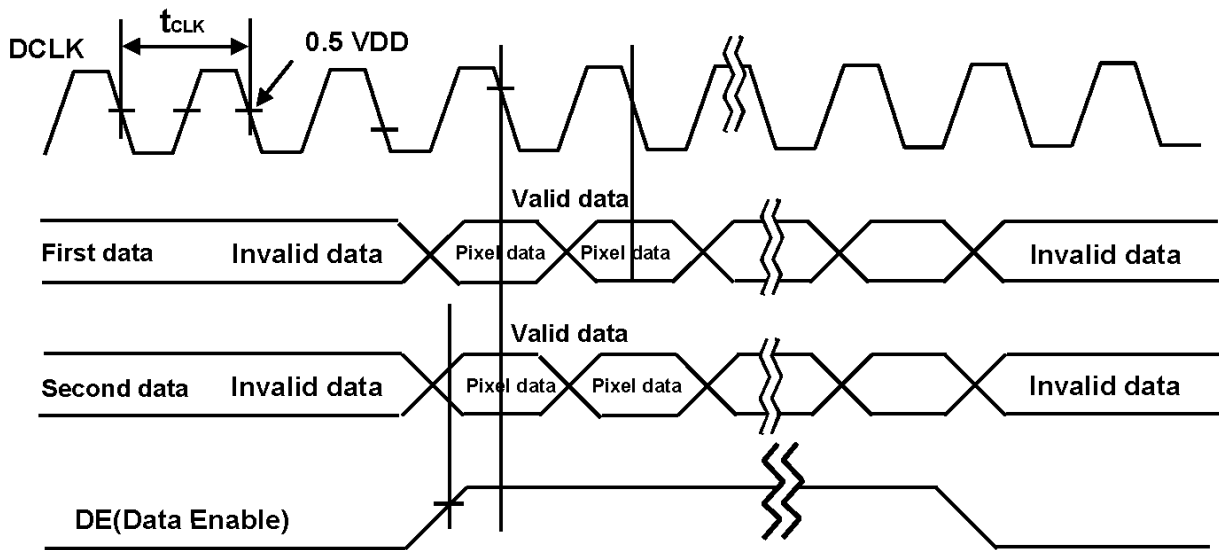 tCLK
DCLK
0.5 VDD
Valid data
First data Invalid data Pixel data Pixel data Invalid data
Valid data
Second data Invalid data Pixel data Pixel data Invalid data
DE(Data Enable)